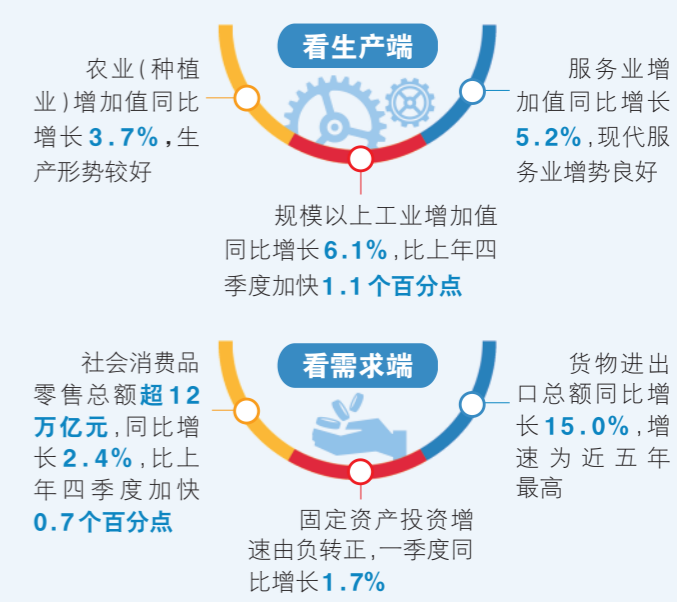 看生产端
农业(种植
业)增加值同比
增长3.7%,生
产形势较好
服务业增
加值同比增长
5.2%,现代服
务业增势良好
规模以上工业增加值
同比增长6.1%,比上年四
季度加快1.1个百分点
看需求端
社会消费品
零售总额超12
万亿元,同比增
长2.4%,比上
年四季度加快
0.7个百分点
货物进出
口总额同比增
长15.0%,增
速为近五年
最高
固定资产投资增
速由负转正,一季度同
比增长1.7%